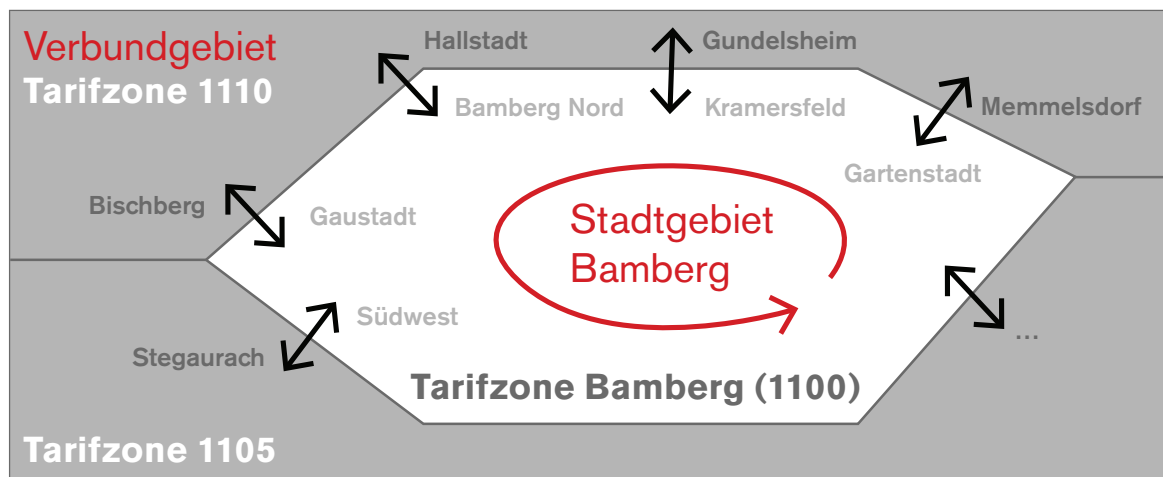 Verbundgebiet
Tarifzone 1110
Hallstadt
Gundelsheim
Memmelsdorf
Bamberg Nord
Kramersfeld
Gartenstadt
Bischberg
Gaustadt
Stadtgebiet
Bamberg
Südwest
Stegaurach
...
Tarifzone Bamberg (1100)
Tarifzone 1105